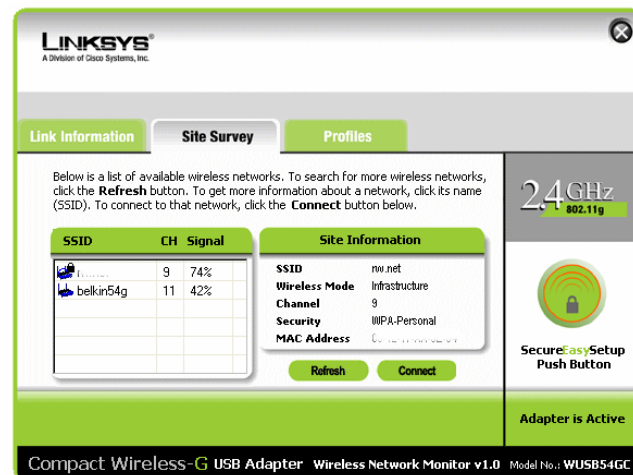 LINKSYS®
A Division of Cisco Systems, Inc.
Link Information Site Survey Profiles
Below is a list of available wireless networks. To search for more wireless networks,
click the Refresh button. To get more information about a network, click its name
(SSID). To connect to that network, click the Connect button below.
2.4GHz
802.11g
SSID CH Signal
9 74%
belkin54g 11 42%
Site Information
SSID rw.net
Wireless Mode Infrastructure
Channel 9
Security WPA-Personal
MAC Address
Refresh Connect
SecureEasySetup
Push Button
Adapter is Active
Compact Wireless-G USB Adapter Wireless Network Monitor v1.0 Model No.: WUSB54GC